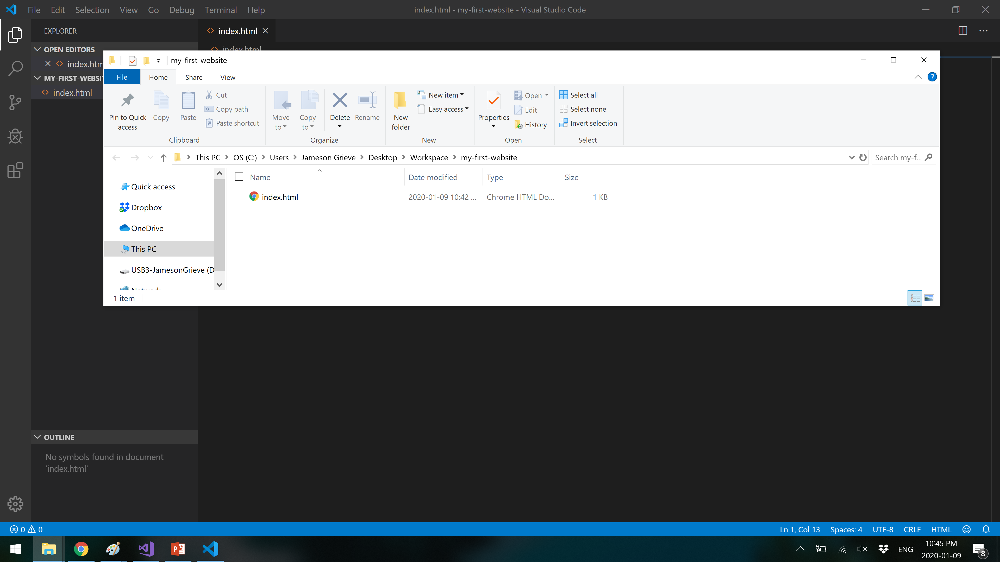 File Edit Selection View Go Debug Terminal Help
index.html - my-first-website - Visual Studio Code
EXPLORER
index.html
OPEN EDITORS
index.html
index.htm
MY-FIRST-WEBSIT
index.html
my-first-website
File Home Share View
Pin to Quick access
Copy
Paste
Cut
Copy path
Paste shortcut
Clipboard
Move to
Copy to
Delete
Rename
Organize
New folder
New item
Easy access
New
Properties
Open
Edit
History
Open
Select all
Select none
Invert selection
Select
This PC > OS (C:) > Users > Jameson Grieve > Desktop > Workspace > my-first-website
Search my-f...
Name Date modified Type Size
index.html 2020-01-09 10:42 ... Chrome HTML Do... 1 KB
Quick access
Dropbox
OneDrive
This PC
USB3-JamesonGrieve (D
Network
1 item
OUTLINE
No symbols found in document
'index.html'
0 0
Ln 1, Col 13 Spaces: 4 UTF-8 CRLF HTML
ENG
10:45 PM
2020-01-09
8